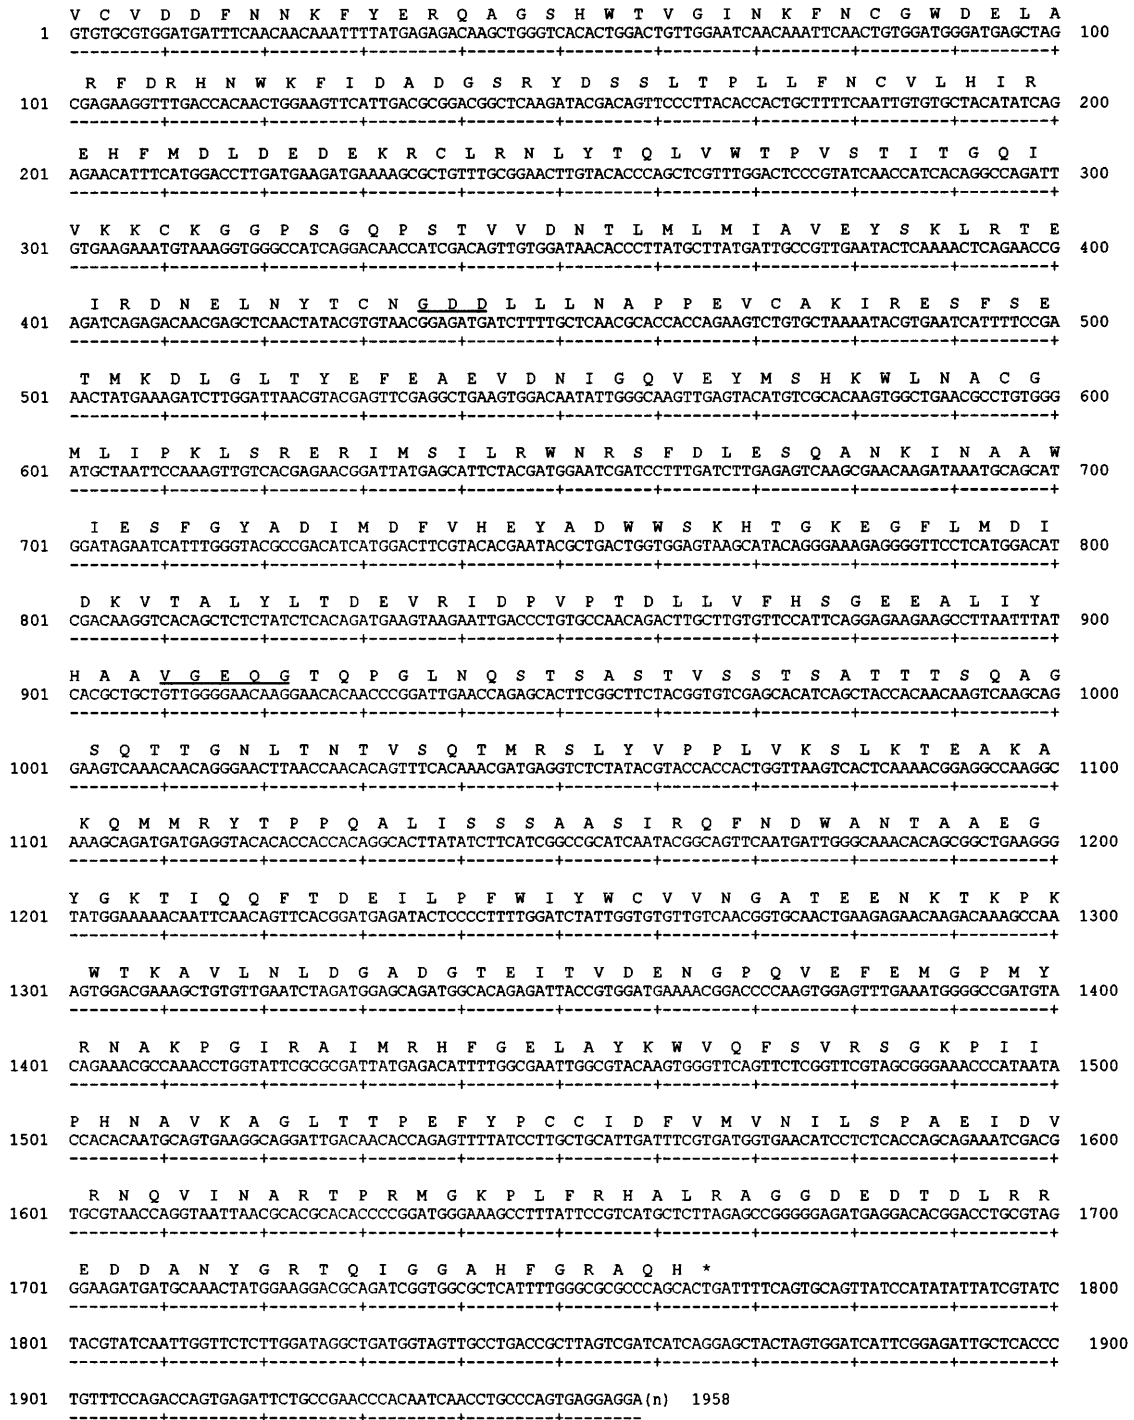 V C V D D F N N K F Y E R Q A G S H W T V G I N K F N C G W D E L A
1 GTGTGCGTGGATGATTTCAACAACAAATTTTATGAGAGACAAGCTGGGTCACACTGGACTGTTGGAATCAACAAATTCAACTGTGGATGGGATGAGCTAG 100
R F D R H N W K F I D A D G S R Y D S S L T P L L F N C V L H I R
101 CGAGAAGGTTTGACCACAACTGGAAGTTCATTGACGCGGACGGCTCAAGATACGACAGTTCCCTTACACCACTGCTTTTCAATTGTGTGCTACATATCAG 200
E H F M D L D E D E K R C L R N L Y T Q L V W T P V S T I T G Q I
201 AGAACATTTCATGGACCTTGATGAAGATGAAAAGCGCTGTTTGCGGAACTTGTACACCCAGCTCGTTTGGACTCCCGTATCAACCATCACAGGCCAGATT 300
V K K C K G G P S G Q P S T V V D N T L M L M I A V E Y S K L R T E
301 GTGAAGAAATGTAAAGGTGGGCCATCAGGACAACCATCGACAGTTGTGGATAACACCCTTATGCTTATGATTGCCGTTGAATACTCAAAACTCAGAACCG 400
I R D N E L N Y T C N G D D L L L N A P P E V C A K I R E S F S E
401 AGATCAGAGACAACGAGCTCAACTATACGTGTAACGGAGATGATCTTTTGCTCAACGCACCACCAGAAGTCTGTGCTAAAATACGTGAATCATTTTCCGA 500
T M K D L G L T Y E F E A E V D N I G Q V E Y M S H K W L N A C G
501 AACTATGAAAGATCTTGGATTAACGTACGAGTTCGAGGCTGAAGTGGACAATATTGGGCAAGTTGAGTACATGTCGCACAAGTGGCTGAACGCCTGTGGG 600
M L I P K L S R E R I M S I L R W N R S F D L E S Q A N K I N A A W
601 ATGCTAATTCCAAAGTTGTCACGAGAACGGATTATGAGCATTCTACGATGGAATCGATCCTTTGATCTTGAGAGTCAAGCGAACAAGATAAATGCAGCAT 700
I E S F G Y A D I M D F V H E Y A D W W S K H T G K E G F L M D I
701 GGATAGAATCATTTGGGTACGCCGACATCATGGACTTCGTACACGAATACGCTGACTGGTGGAGTAAGCATACAGGGAAAGAGGGGTTCCTCATGGACAT 800
D K V T A L Y L T D E V R I D P V P T D L L V F H S G E E A L I Y
801 CGACAAGGTCACAGCTCTCTATCTCACAGATGAAGTAAGAATTGACCCTGTGCCAACAGACTTGCTTGTGTTCCATTCAGGAGAAGAAGCCTTAATTTAT 900
H A A V G E Q G T Q P G L N Q S T S A S T V S S T S A T T T S Q A G
901 CACGCTGCTGTTGGGGAACAAGGAACACAACCCGGATTGAACCAGAGCACTTCGGCTTCTACGGTGTCGAGCACATCAGCTACCACAACAAGTCAAGCAG 1000
S Q T T G N L T N T V S Q T M R S L Y V P P L V K S L K T E A K A
1001 GAAGTCAAACAACAGGGAACTTAACCAACACAGTTTCACAAACGATGAGGTCTCTATACGTACCACCACTGGTTAAGTCACTCAAAACGGAGGCCAAGGC 1100
K Q M M R Y T P P Q A L I S S S A A S I R Q F N D W A N T A A E G
1101 AAAGCAGATGATGAGGTACACACCACCACAGGCACTTATATCTTCATCGGCCGCATCAATACGGCAGTTCAATGATTGGGCAAACACAGCGGCTGAAGGG 1200
Y G K T I Q Q F T D E I L P F W I Y W C V V N G A T E E N K T K P K
1201 TATGGAAAAACAATTCAACAGTTCACGGATGAGATACTCCCCTTTTGGATCTATTGGTGTGTTGTCAACGGTGCAACTGAAGAGAACAAGACAAAGCCAA 1300
W T K A V L N L D G A D G T E I T V D E N G P Q V E F E M G P M Y
1301 AGTGGACGAAAGCTGTGTTGAATCTAGATGGAGCAGATGGCACAGAGATTACCGTGGATGAAAACGGACCCCAAGTGGAGTTTGAAATGGGGCCGATGTA 1400
R N A K P G I R A I M R H F G E L A Y K W V Q F S V R S G K P I I
1401 CAGAAACGCCAAACCTGGTATTCGCGCGATTATGAGACATTTTGGCGAATTGGCGTACAAGTGGGTTCAGTTCTCGGTTCGTAGCGGGAAACCCATAATA 1500
P H N A V K A G L T T P E F Y P C C I D F V M V N I L S P A E I D V
1501 CCACACAATGCAGTGAAGGCAGGATTGACAACACCAGAGTTTTATCCTTGCTGCATTGATTTCGTGATGGTGAACATCCTCTCACCAGCAGAAATCGACG 1600
R N Q V I N A R T P R M G K P L F R H A L R A G G D E D T D L R R
1601 TGCGTAACCAGGTAATTAACGCACGCACACCCCGGATGGGAAAGCCTTTATTCCGTCATGCTCTTAGAGCCGGGGGAGATGAGGACACGGACCTGCGTAG 1700
E D D A N Y G R T Q I G G A H F G R A Q H *
1701 GGAAGATGATGCAAACTATGGAAGGACGCAGATCGGTGGCGCTCATTTTGGGCGCGCCCAGCACTGATTTTCAGTGCAGTTATCCATATATTATCGTATC 1800
1801 TACGTATCAATTGGTTCTCTTGGATAGGCTGATGGTAGTTGCCTGACCGCTTAGTCGATCATCAGGAGCTACTAGTGGATCATTCGGAGATTGCTCACCC 1900
1901 TGTTTCCAGACCAGTGAGATTCTGCCGAACCCACAATCAACCTGCCCAGTGAGGAGGA(n) 1958